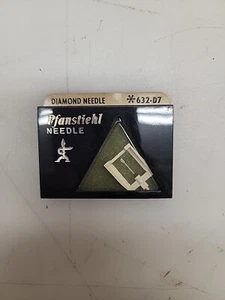 DIAMOND NEEDLE *632-D7
Pfanstiehl
NEEDLE